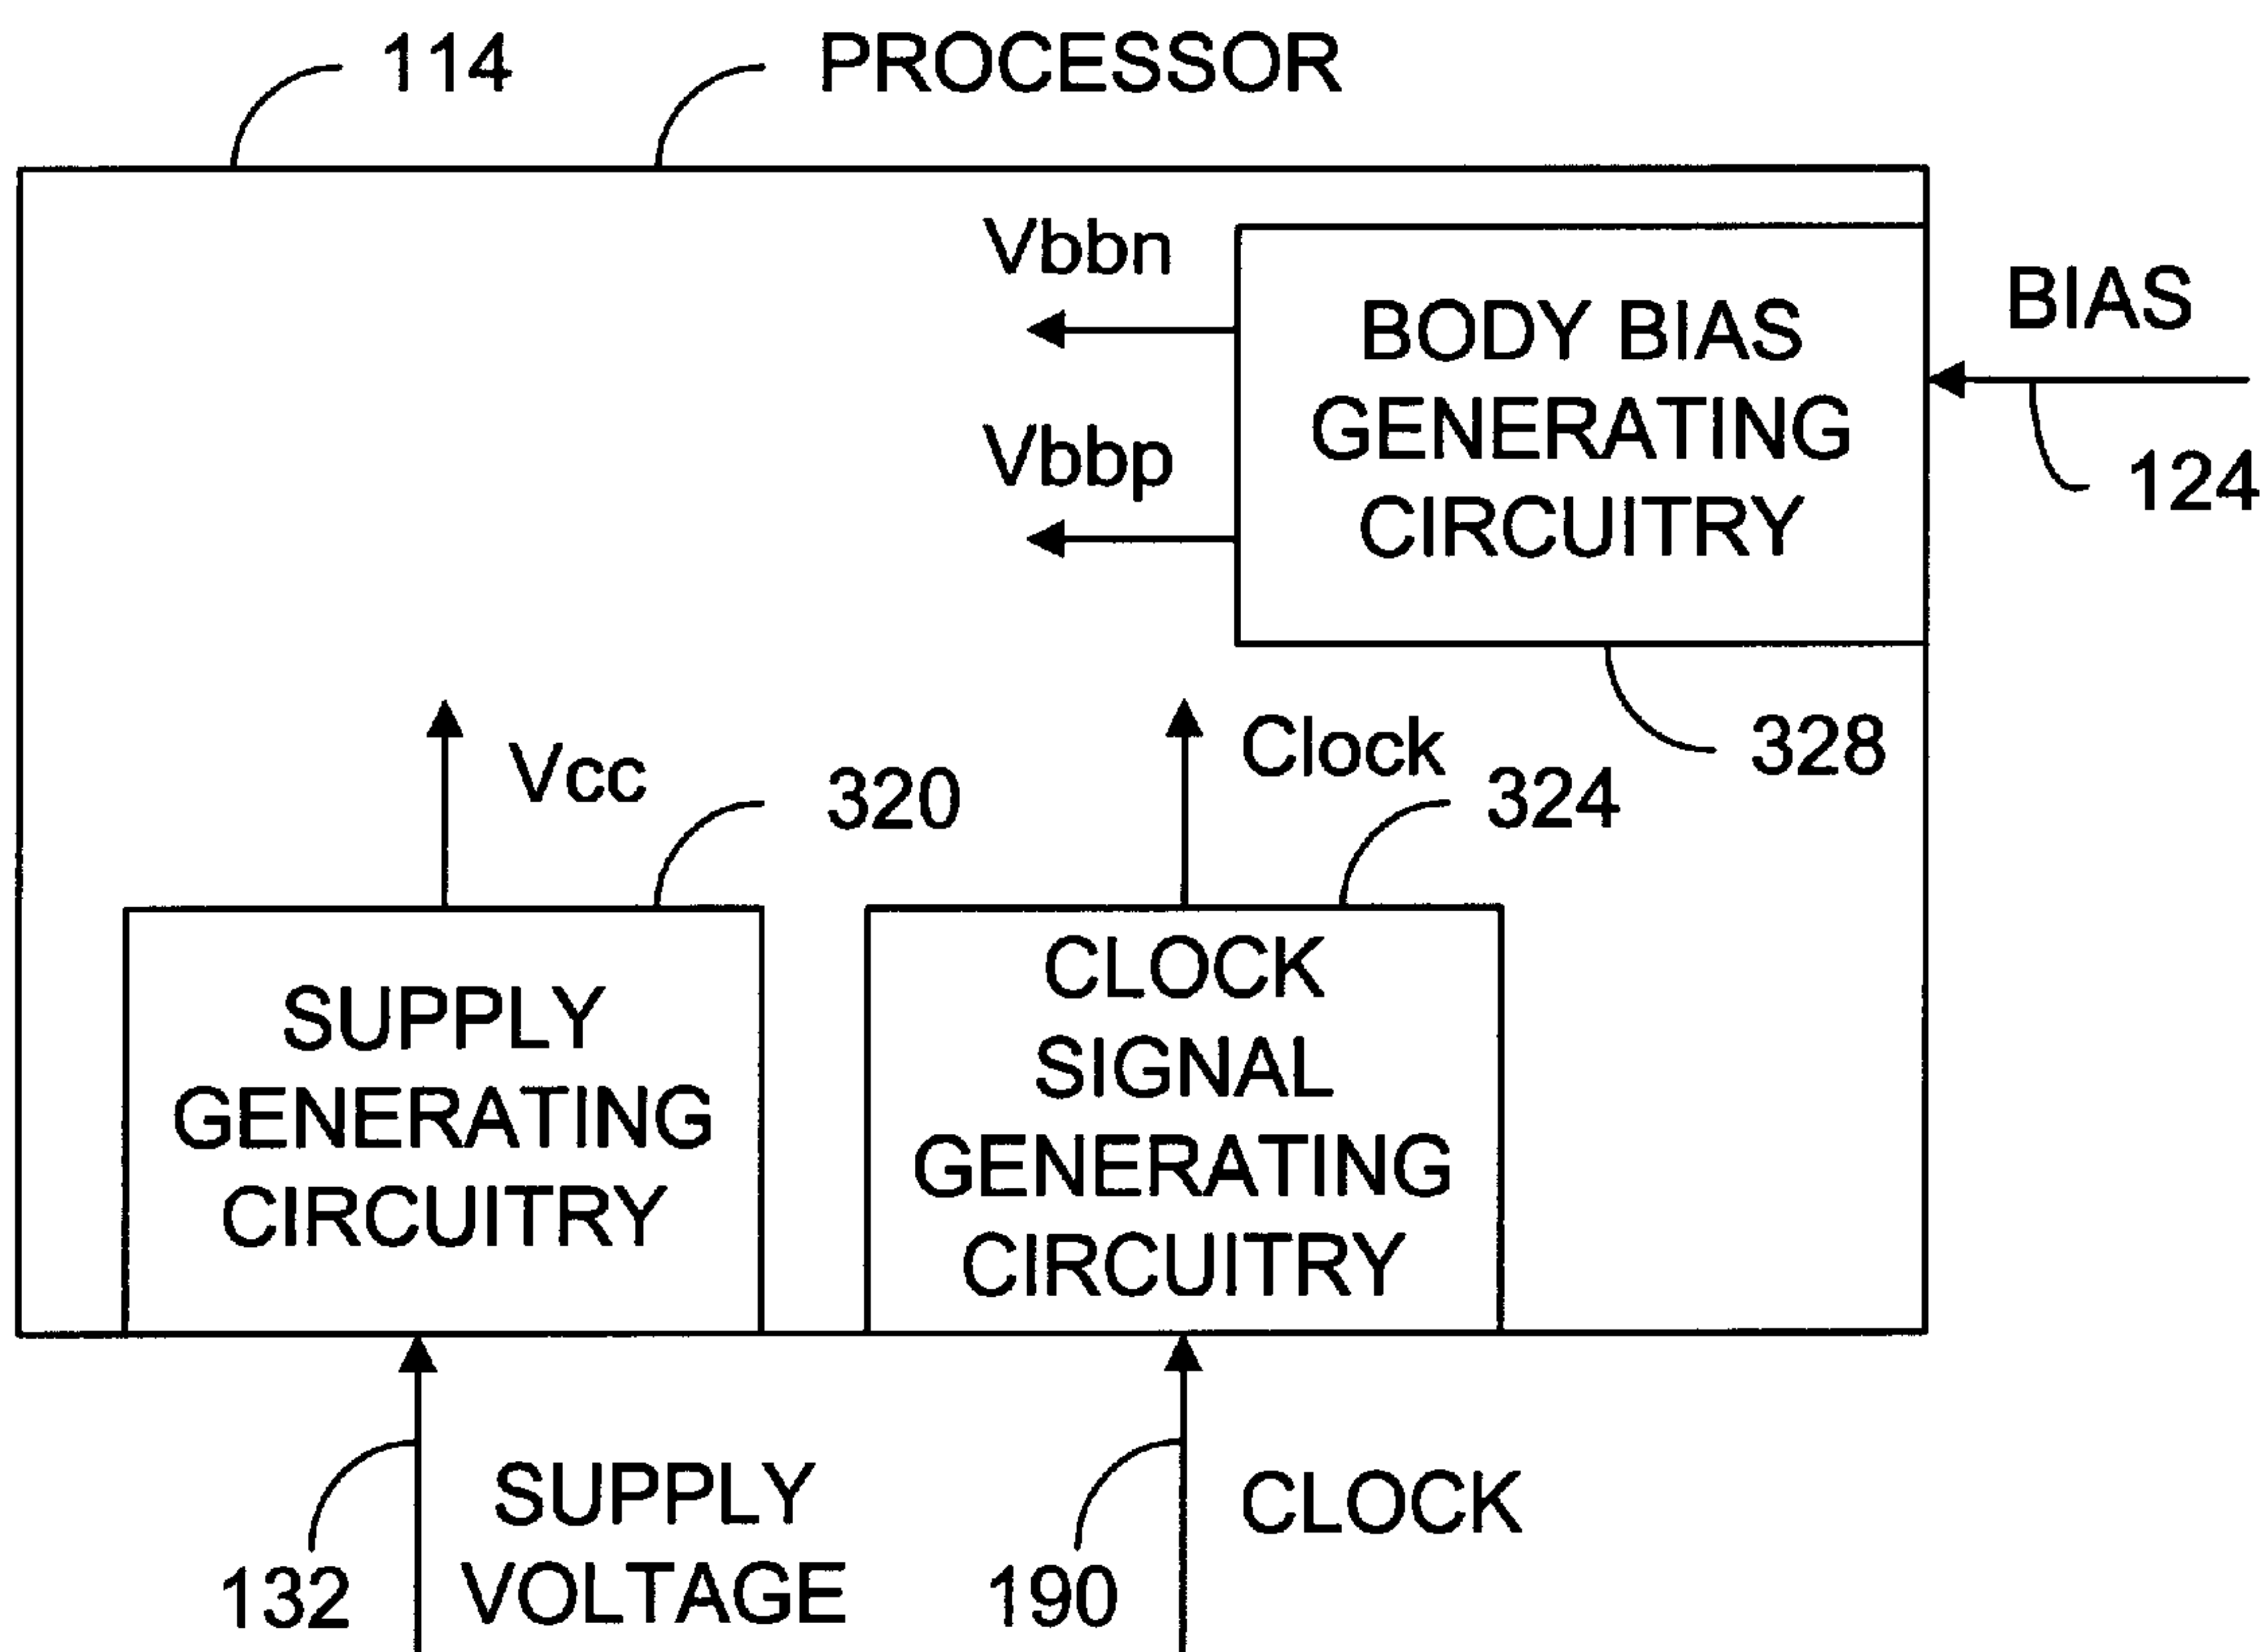 114
PROCESSOR
Vbbn
BODY BIAS
GENERATING
CIRCUITRY
BIAS
Vbbp
124
328
Vcc
320
Clock
324
SUPPLY
GENERATING
CIRCUITRY
CLOCK
SIGNAL
GENERATING
CIRCUITRY
132
SUPPLY
VOLTAGE
190
CLOCK